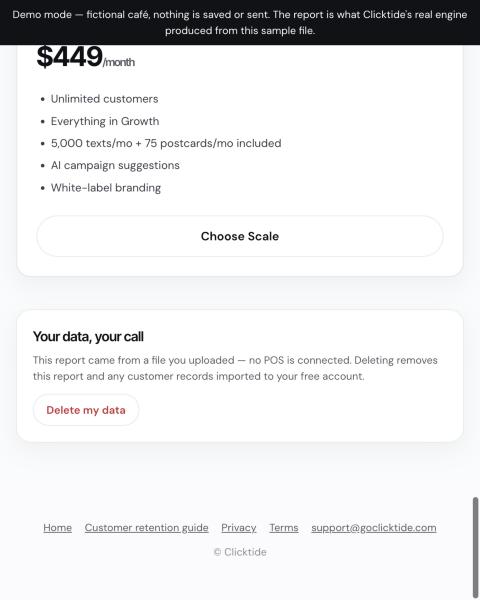 Demo mode — fictional café, nothing is saved or sent. The report is what Clicktide's real engine
produced from this sample file.
$449/month
• Unlimited customers
• Everything in Growth
• 5,000 texts/mo + 75 postcards/mo included
• AI campaign suggestions
• White-label branding
Choose Scale
Your data, your call
This report came from a file you uploaded — no POS is connected. Deleting removes
this report and any customer records imported to your free account.
Delete my data
Home Customer retention guide Privacy Terms support@goclicktide.com
© Clicktide